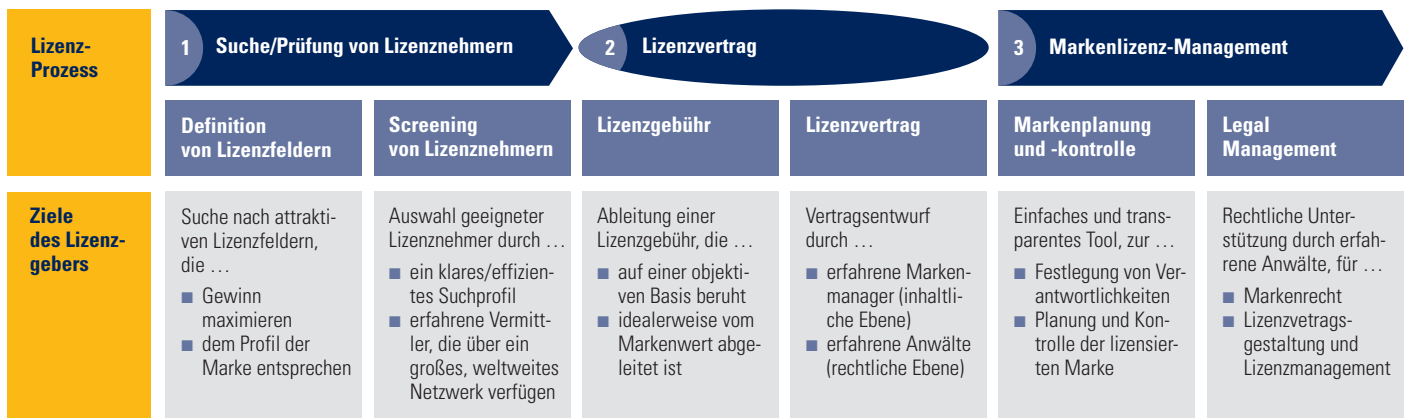 Lizenz-
Prozess
1 Suche/Prüfung von Lizenznehmern
2 Lizenzvertrag
3 Markenlizenz-Management
Definition
von Lizenzfeldern
Screening
von Lizenznehmern
Lizenzgebühr
Lizenzvertrag
Markenplanung
und -kontrolle
Legal
Management
Ziele
des Lizenz-
gebers
Suche nach attrakti-
ven Lizenzfeldern,
die …
■ Gewinn
maximieren
■ dem Profil der
Marke entsprechen
Auswahl geeigneter
Lizenznehmer durch …
■ ein klares/effizien-
tes Suchprofil
■ erfahrene Vermitt-
ler, die über ein
großes, weltweites
Netzwerk verfügen
Ableitung einer
Lizenzgebühr, die …
■ auf einer objekti-
ven Basis beruht
■ idealerweise vom
Markenwert abge-
leitet ist
Vertragsentwurf
durch …
■ erfahrene Marken-
manager (inhaltli-
che Ebene)
■ erfahrene Anwälte
(rechtliche Ebene)
Einfaches und trans-
parentes Tool, zur …
■ Festlegung von Ver-
antwortlichkeiten
■ Planung und Kon-
trolle der lizensier-
ten Marke
Rechtliche Unter-
stützung durch erfah-
rene Anwälte, für …
■ Markenrecht
■ Lizenzvetrags-
gestaltung und
Lizenzmanagement